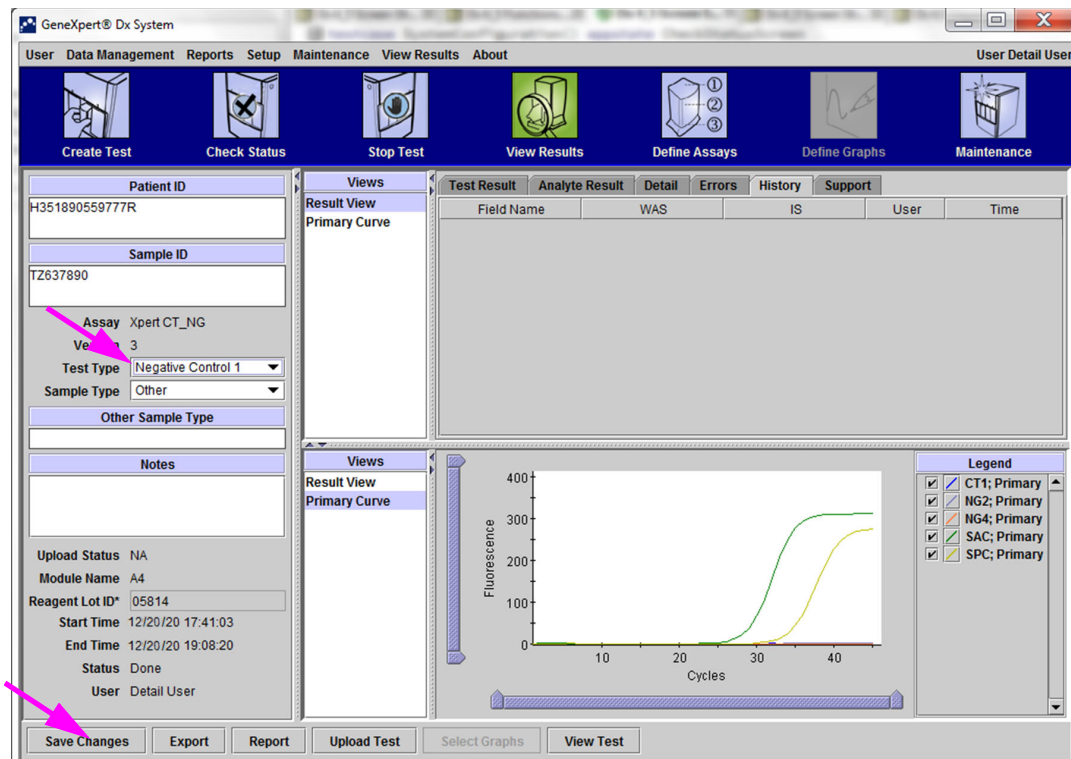 GeneXpert® Dx System
User Data Management Reports Setup Maintenance View Results About User Detail User
Create Test Check Status Stop Test View Results Define Assays Define Graphs Maintenance
Patient ID
H351890559777R
Sample ID
TZ637890
Assay Xpert CT_NG
3
Test Type Negative Control 1
Sample Type Other
Other Sample Type
Notes
Upload Status NA
Module Name A4
Reagent Lot ID* 05814
Start Time 12/20/20 17:41:03
End Time 12/20/20 19:08:20
Status Done
User Detail User
Views
Result View
Primary Curve
Test Result Analyte Result Detail Errors History Support
Field Name WAS IS User Time
Views
Result View
Primary Curve
Fluorescence
400
300
200
100
0
10 20 30 40
Cycles
Legend
CT1; Primary
NG2; Primary
NG4; Primary
SAC; Primary
SPC; Primary
Save Changes Export Report Upload Test Select Graphs View Test